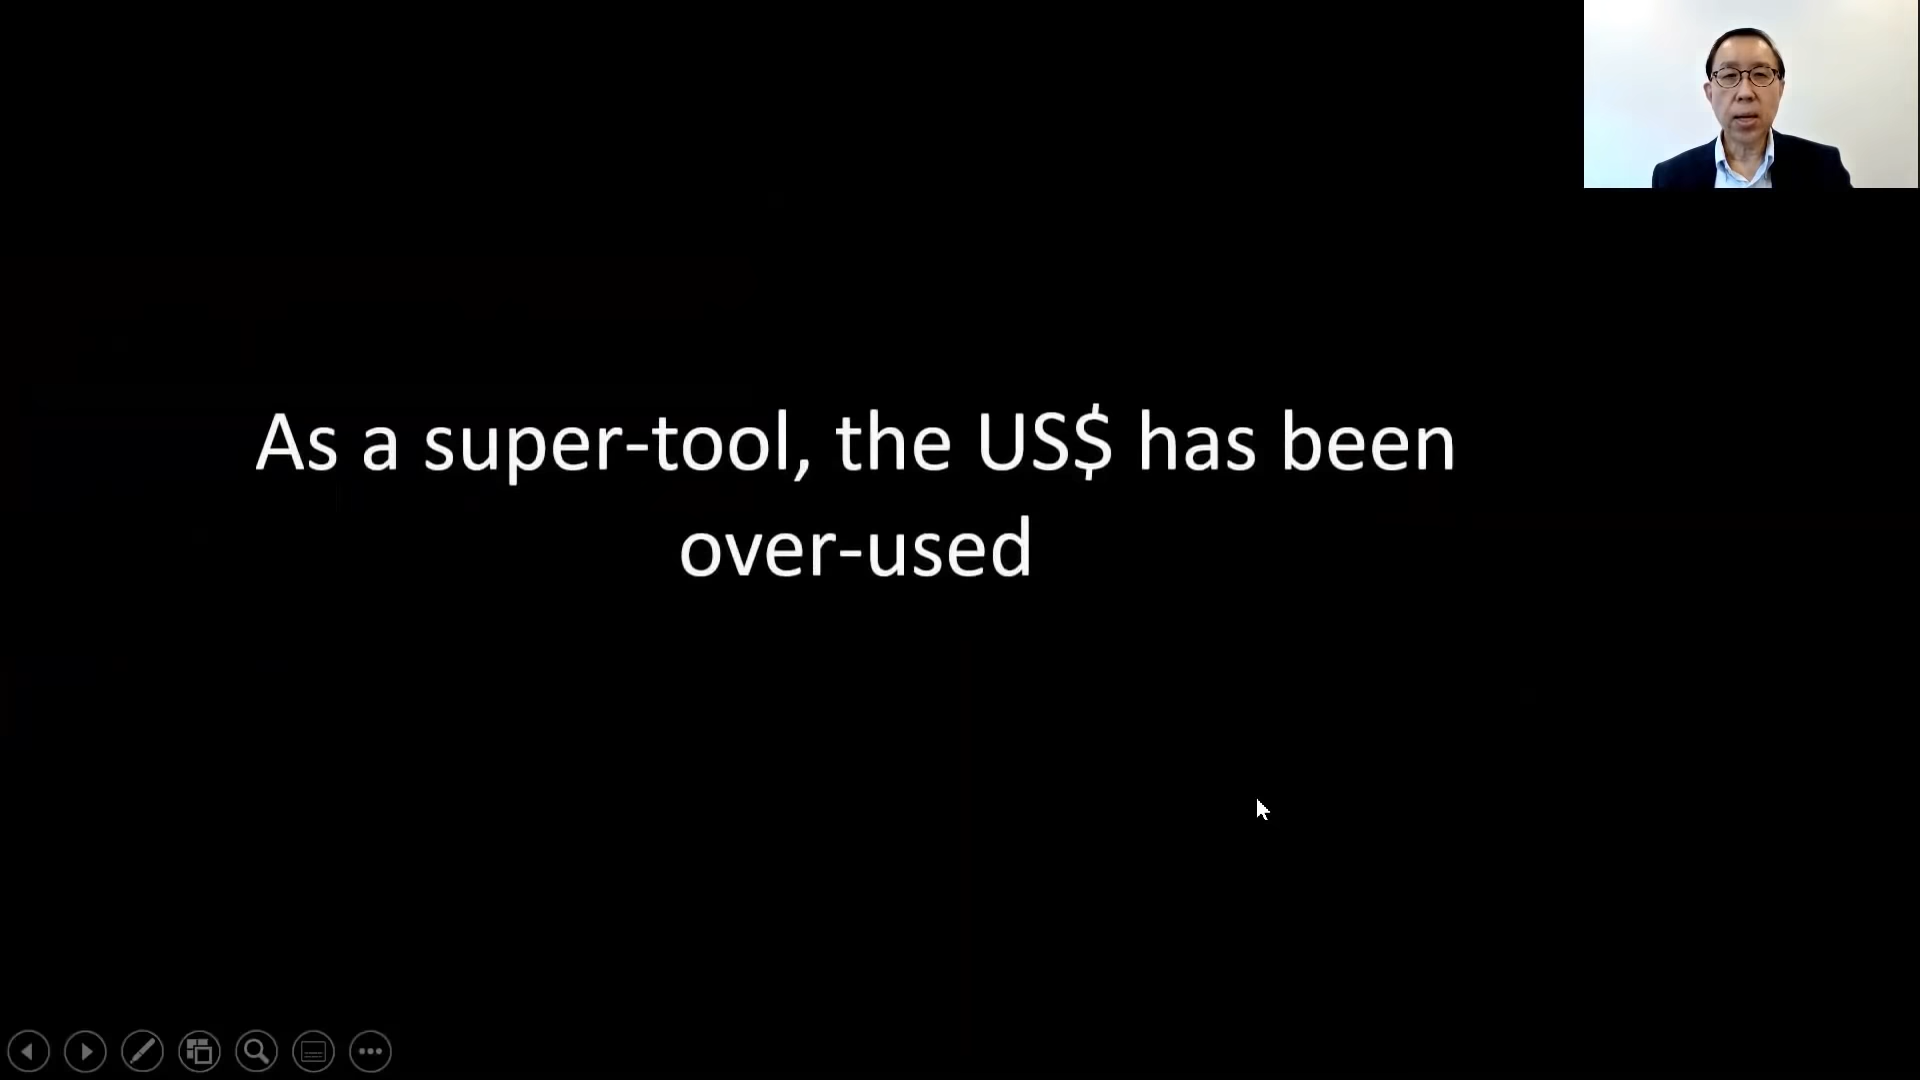 As a super-tool, the US$ has been
over-used